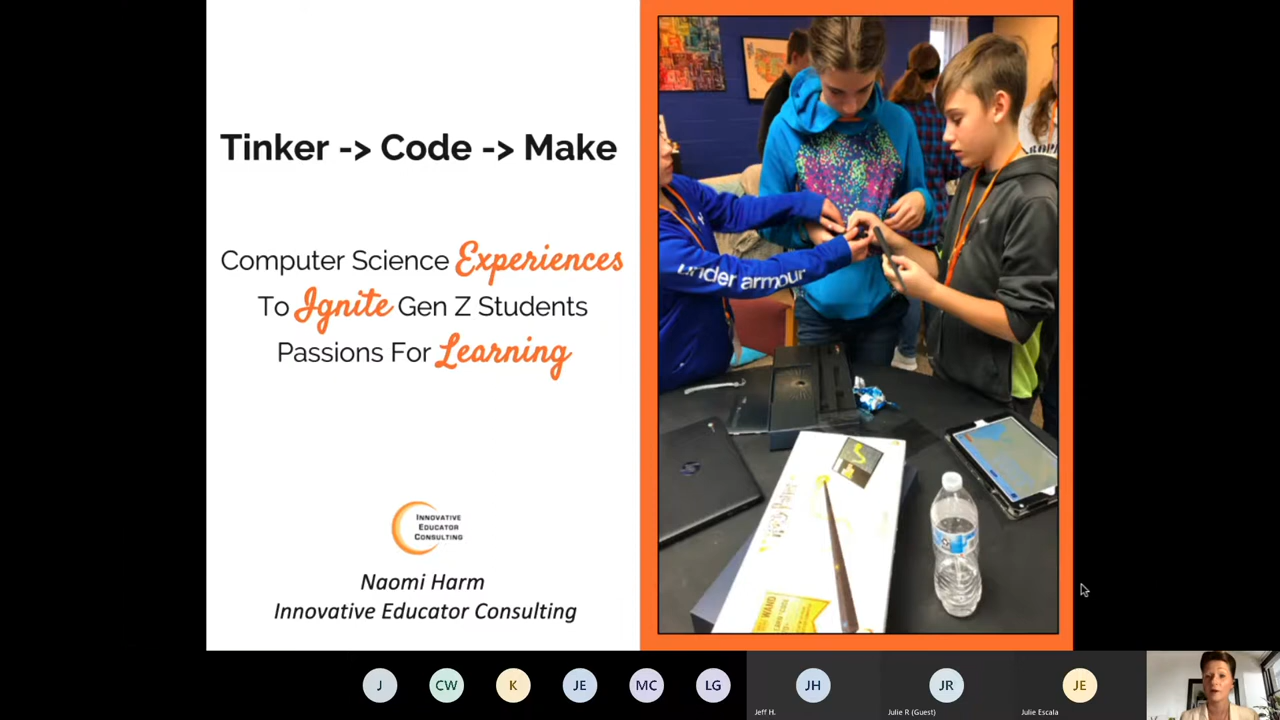 Tinker -> Code -> Make
Computer Science Experiences
To Ignite Gen Z Students
Passions For Learning
INNOVATIVE
EDUCATOR
CONSULTING
Naomi Harm
Innovative Educator Consulting
under armour
WAND
J
CW
K
JE
MC
LG
JH
JR
JE
Jeff H.
Julie R (Guest)
Julie Escala